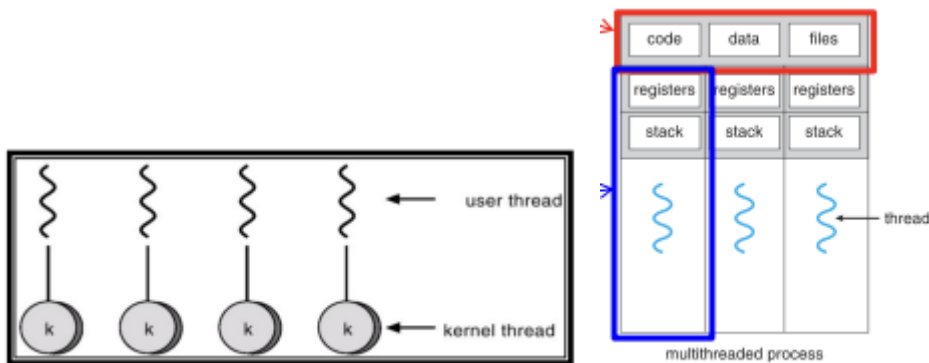 user thread
k k k k
kernel thread
code data files
registers registers registers
stack stack stack
thread
multithreaded process